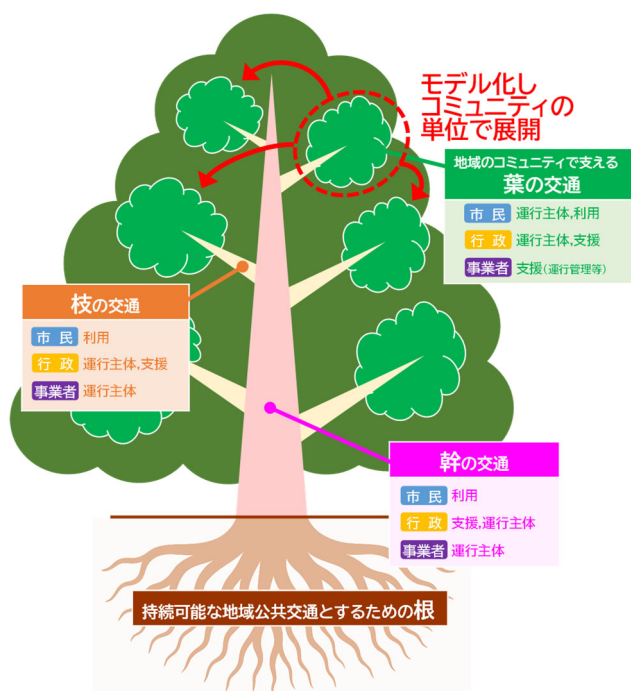 モデル化し
コミュニティの
単位で展開
地域のコミュニティで支える
葉の交通
市民 運行主体,利用
行政 運行主体,支援
事業者 支援(運行管理等)
枝の交通
市民 利用
行政 運行主体,支援
事業者 運行主体
幹の交通
市民 利用
行政 支援,運行主体
事業者 運行主体
持続可能な地域公共交通とするための根